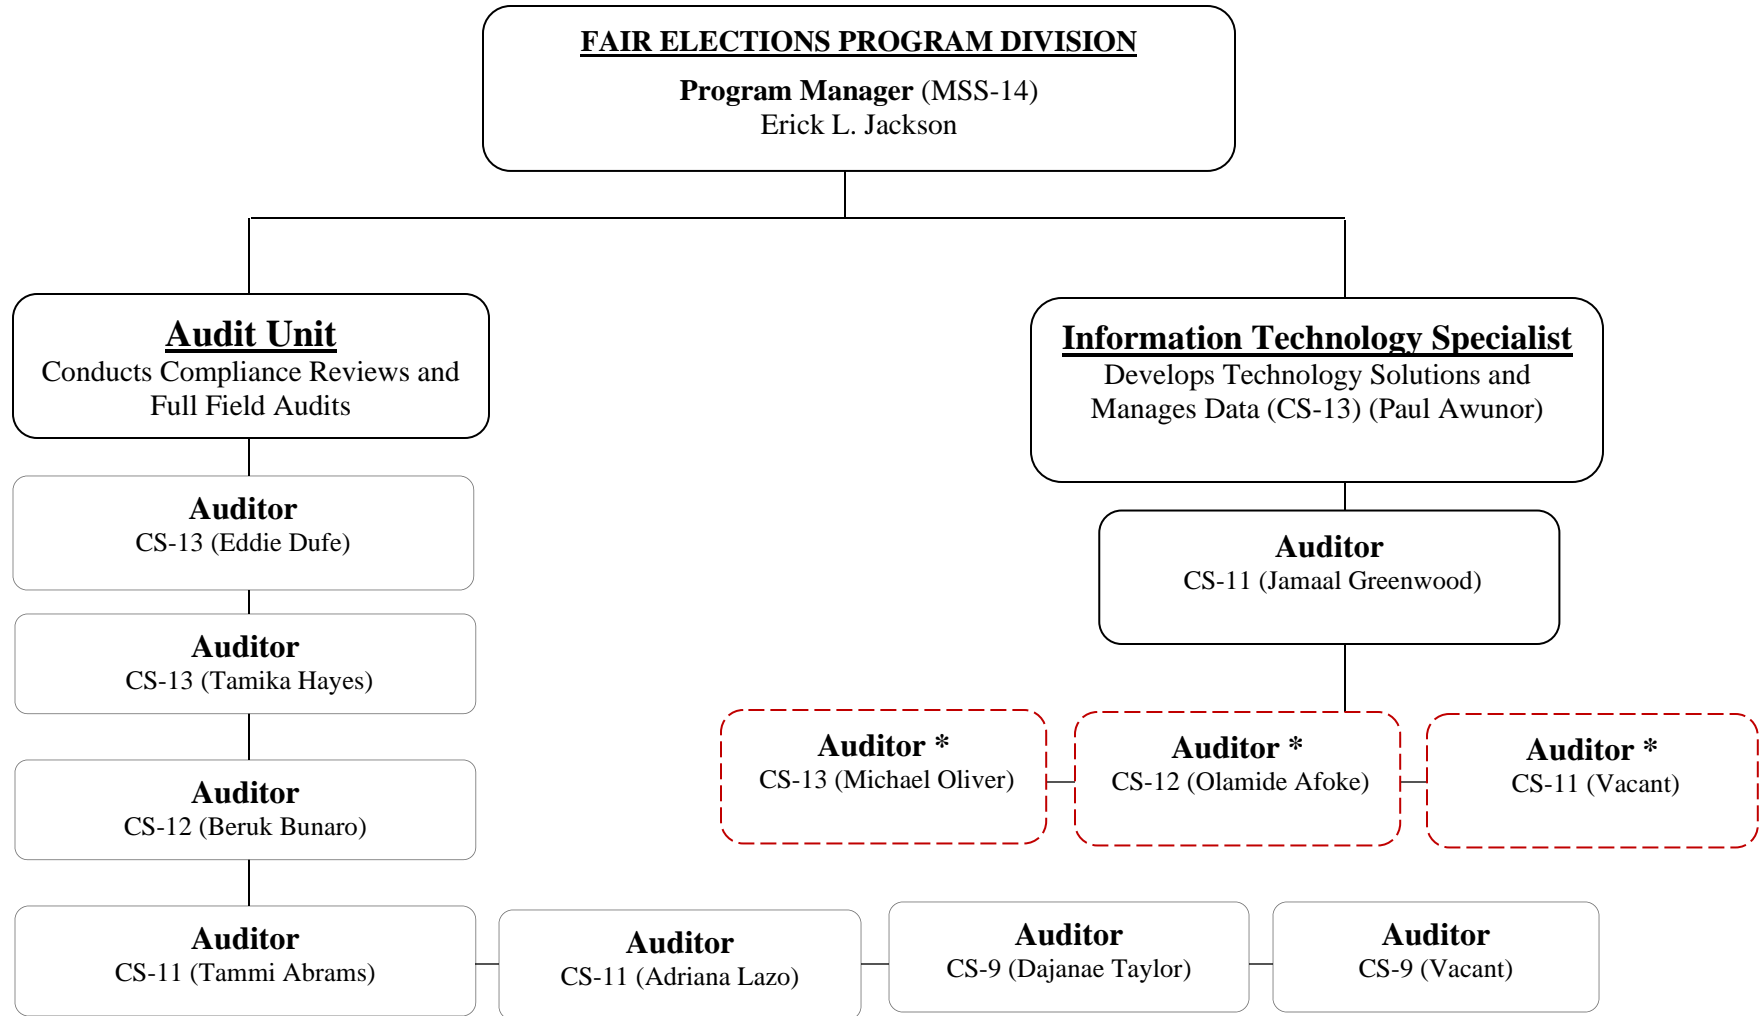 FAIR ELECTIONS PROGRAM DIVISION
Program Manager (MSS-14)
Erick L. Jackson
Audit Unit
Conducts Compliance Reviews and
Full Field Audits
Information Technology Specialist
Develops Technology Solutions and
Manages Data (CS-13) (Paul Awunor)
Auditor
CS-13 (Eddie Dufe)
Auditor
CS-11 (Jamaal Greenwood)
Auditor
CS-13 (Tamika Hayes)
Auditor *
CS-13 (Michael Oliver)
Auditor *
CS-12 (Olamide Afoke)
Auditor *
CS-11 (Vacant)
Auditor
CS-12 (Beruk Bunaro)
Auditor
CS-11 (Tammi Abrams)
Auditor
CS-11 (Adriana Lazo)
Auditor
CS-9 (Dajanae Taylor)
Auditor
CS-9 (Vacant)